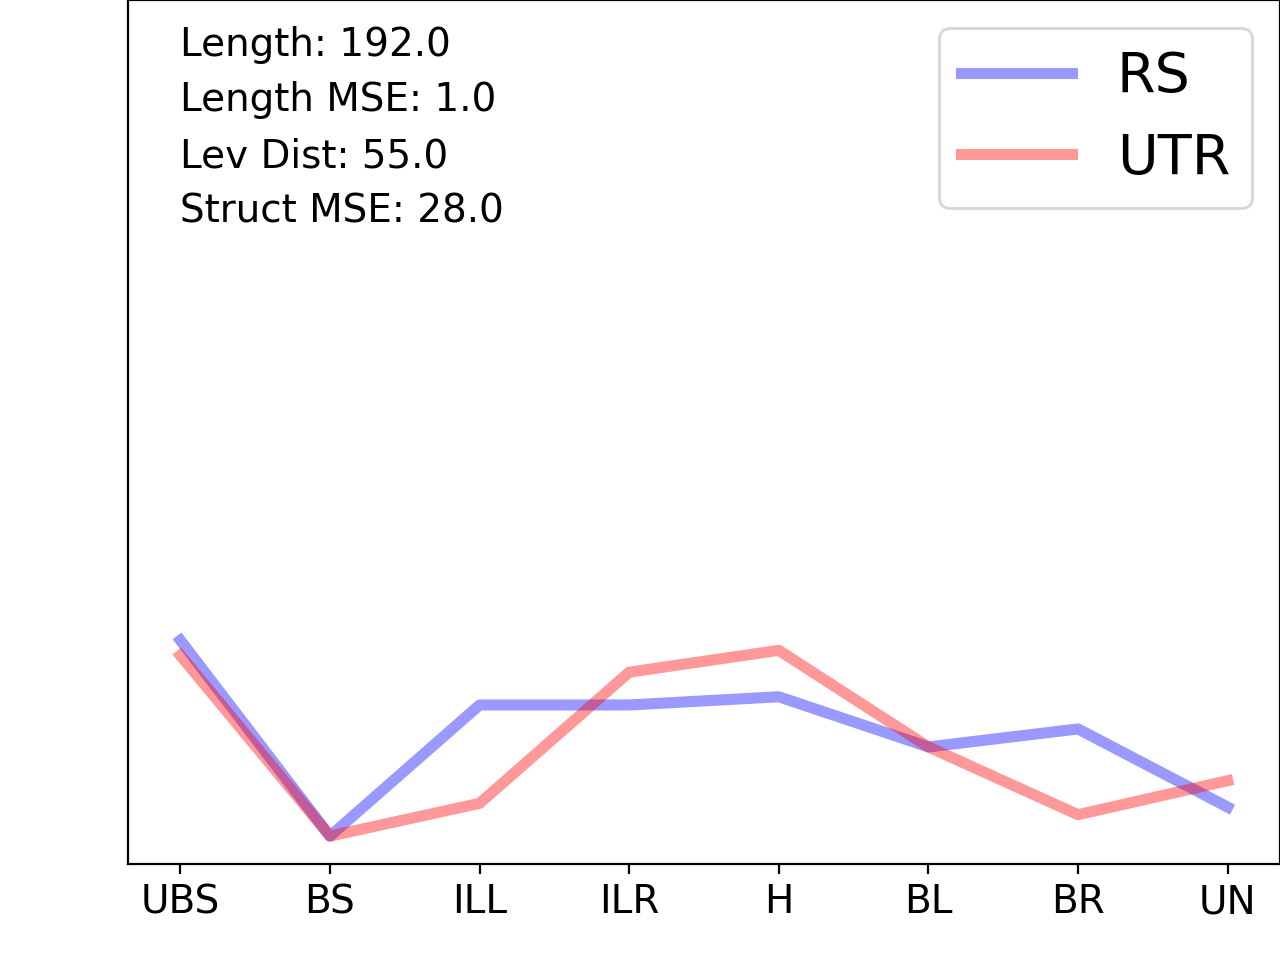 Length: 192.0
Length MSE: 1.0
Lev Dist: 55.0
Struct MSE: 28.0
RS
UTR
UBS BS ILL ILR H BL BR UN